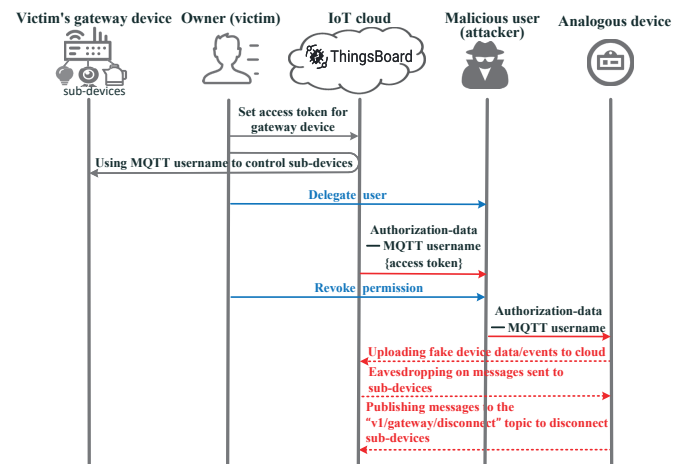 Victim's gateway device Owner (victim) IoT cloud Malicious user Analogous device
(attacker)
ThingsBoard
sub-devices
Set access token for
gateway device
Using MQTT username to control sub-devices
Delegate user
Authorization-data
— MQTT username
{access token}
Revoke permission
Authorization-data
— MQTT username
Uploading fake device data/events to cloud
Eavesdropping on messages sent to
sub-devices
Publishing messages to the
"v1/gateway/disconnect" topic to disconnect
sub-devices